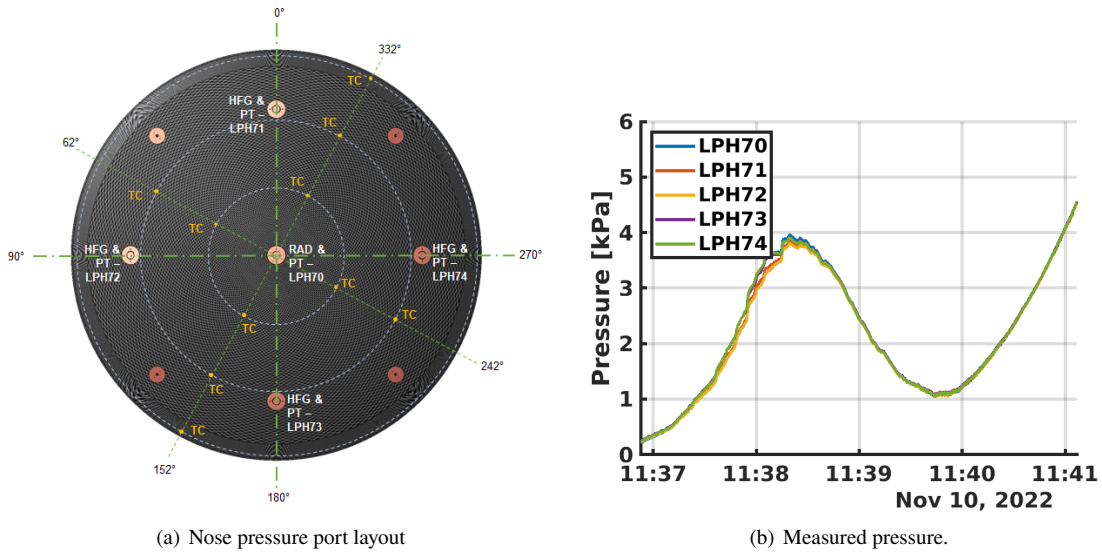 0°
332°
TC
HFG &
PT –
LPH71
TC
62°
TC
TC
TC
90°
HFG &
PT –
LPH72
RAD &
PT –
LPH70
HFG &
PT –
LPH74
270°
TC
TC
TC
242°
TC
HFG &
PT –
LPH73
TC
152°
180°
(a) Nose pressure port layout
6
5
4
3
2
1
0
Pressure [kPa]
LPH70
LPH71
LPH72
LPH73
LPH74
11:37 11:38 11:39 11:40 11:41
Nov 10, 2022
(b) Measured pressure.